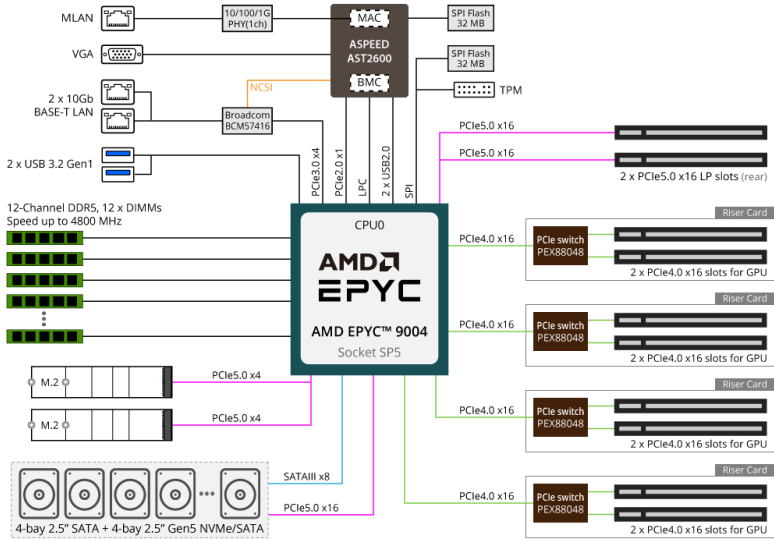 MLAN
10/100/1G
PHY(1ch)
MAC
ASPEED
AST2600
BMC
SPI Flash
32 MB
VGA
SPI Flash
32 MB
NCSI
TPM
2 x 10Gb
BASE-T LAN
Broadcom
BCM57416
2 x USB 3.2 Gen1
PCIe3.0 x4
PCIe2.0 x1
LPC
2 x USB2.0
SPI
PCIe5.0 x16
PCIe5.0 x16
2 x PCIe5.0 x16 LP slots (rear)
12-Channel DDR5, 12 x DIMMs
Speed up to 4800 MHz
CPU0
AMD
EPYC
AMD EPYC™ 9004
Socket SP5
Riser Card
PCIe4.0 x16
PCIe switch
PEX88048
2 x PCIe4.0 x16 slots for GPU
Riser Card
PCIe4.0 x16
PCIe switch
PEX88048
2 x PCIe4.0 x16 slots for GPU
M.2
PCIe5.0 x4
M.2
PCIe5.0 x4
Riser Card
PCIe4.0 x16
PCIe switch
PEX88048
2 x PCIe4.0 x16 slots for GPU
SATAIII x8
PCIe5.0 x16
4-bay 2.5” SATA + 4-bay 2.5” Gen5 NVMe/SATA
Riser Card
PCIe4.0 x16
PCIe switch
PEX88048
2 x PCIe4.0 x16 slots for GPU